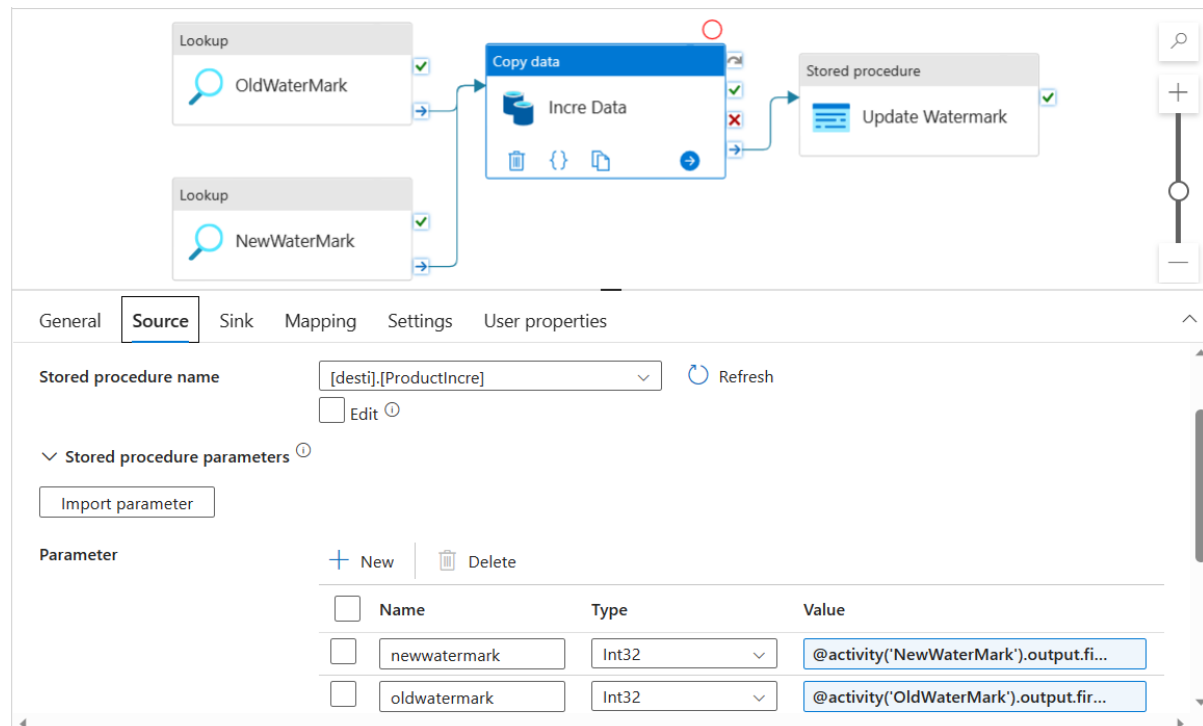 Lookup
OldWaterMark
Copy data
Incre Data
Stored procedure
Update Watermark
Lookup
NewWaterMark
General Source Sink Mapping Settings User properties
Stored procedure name [desti].[ProductIncre] Refresh
Edit
Stored procedure parameters
Import parameter
Parameter New Delete
Name Type Value
newwatermark Int32 @activity('NewWaterMark').output.fi...
oldwatermark Int32 @activity('OldWaterMark').output.fir...